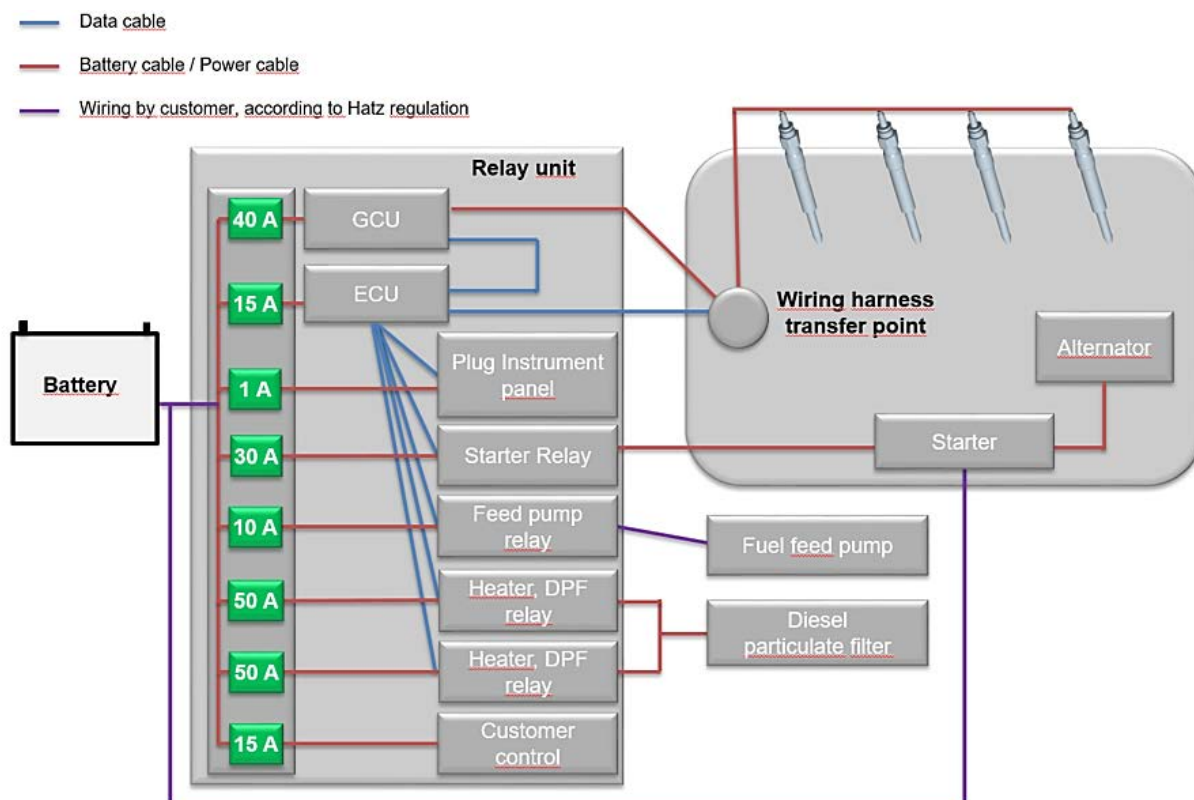 Data cable
Battery cable / Power cable
Wiring by customer, according to Hatz regulation
Relay unit
40 A
GCU
15 A
ECU
Wiring harness
transfer point
Alternator
Battery
1 A
Plug Instrument
panel
30 A
Starter Relay
Starter
10 A
Feed pump
relay
Fuel feed pump
50 A
Heater, DPF
relay
Diesel
particulate filter
50 A
Heater, DPF
relay
15 A
Customer
control